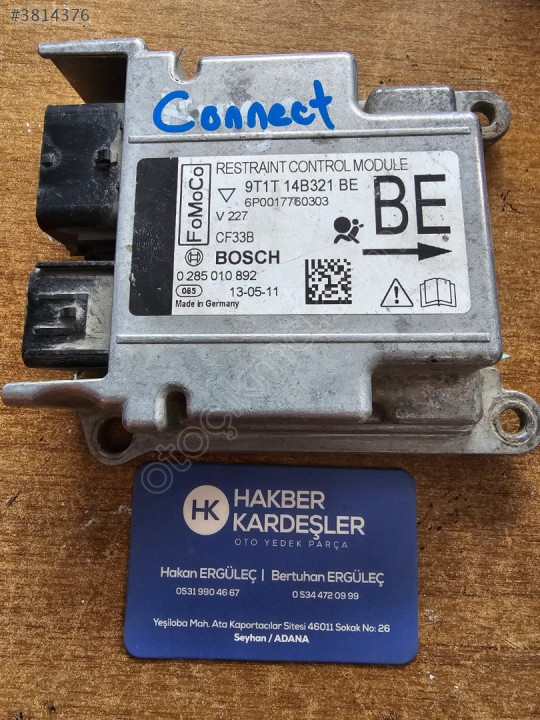 #3814376
Connect
FoMoCo
RESTRAINT CONTROL MODULE
9T1T 14B321 BE
6P0017760303
V 227
CF33B
BOSCH
0 285 010 892
085 13-05-11
Made in Germany
BE
HK
HAKBER
KARDEŞLER
OTO YEDEK PARÇA
Hakan ERGÜLEÇ | Bertuhan ERGÜLEÇ
0531 990 46 67 0 534 472 09 99
Yeşiloba Mah. Ata Kaportacılar Sitesi 46011 Sokak No: 26
Seyhan / ADANA